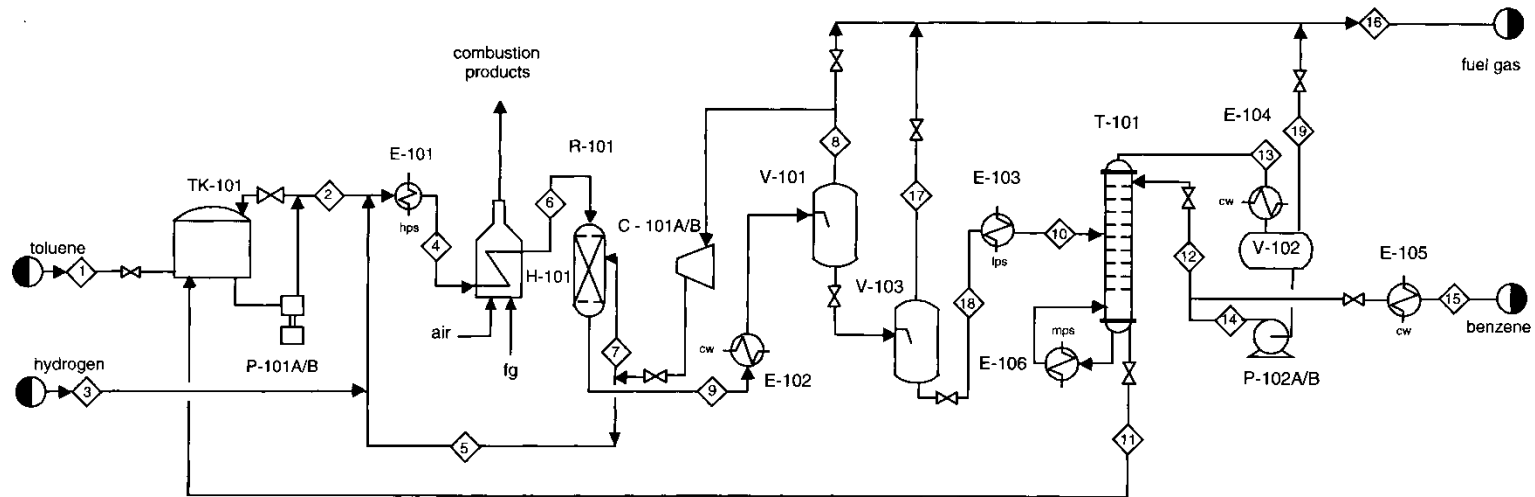 16
combustion
products
fuel gas
T-101
E-104
R-101
E-101
8
19
13
V-101
E-103
TK-101
2
6
17
hps
C - 101A/B
cw
4
10
toluene
lps
V-102
12
E-105
1
H-101
V-103
18
15
mps
14
air
cw
benzene
7
hydrogen
P-101A/B
fg
cw
E-102
E-106
P-102A/B
3
9
5
11